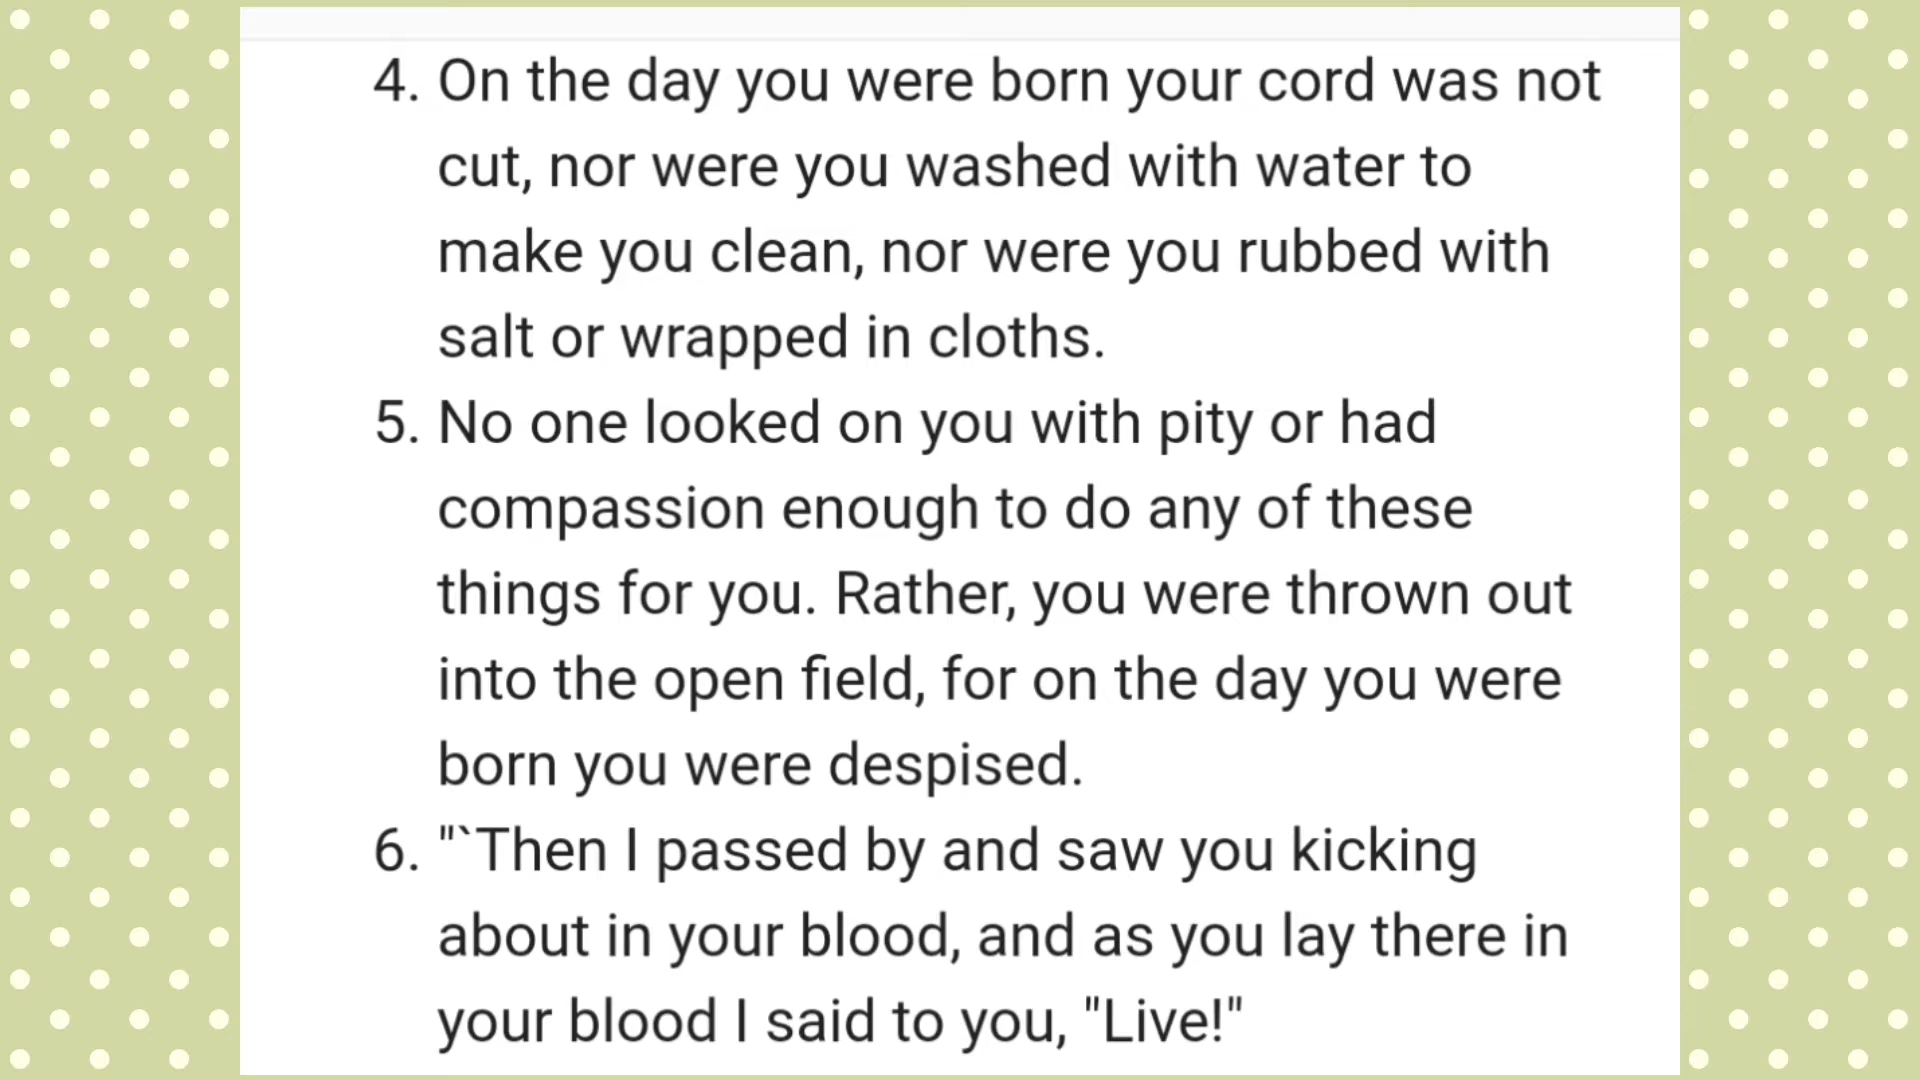 4. On the day you were born your cord was not
cut, nor were you washed with water to
make you clean, nor were you rubbed with
salt or wrapped in cloths.
5. No one looked on you with pity or had
compassion enough to do any of these
things for you. Rather, you were thrown out
into the open field, for on the day you were
born you were despised.
6. "`Then I passed by and saw you kicking
about in your blood, and as you lay there in
your blood I said to you, "Live!"